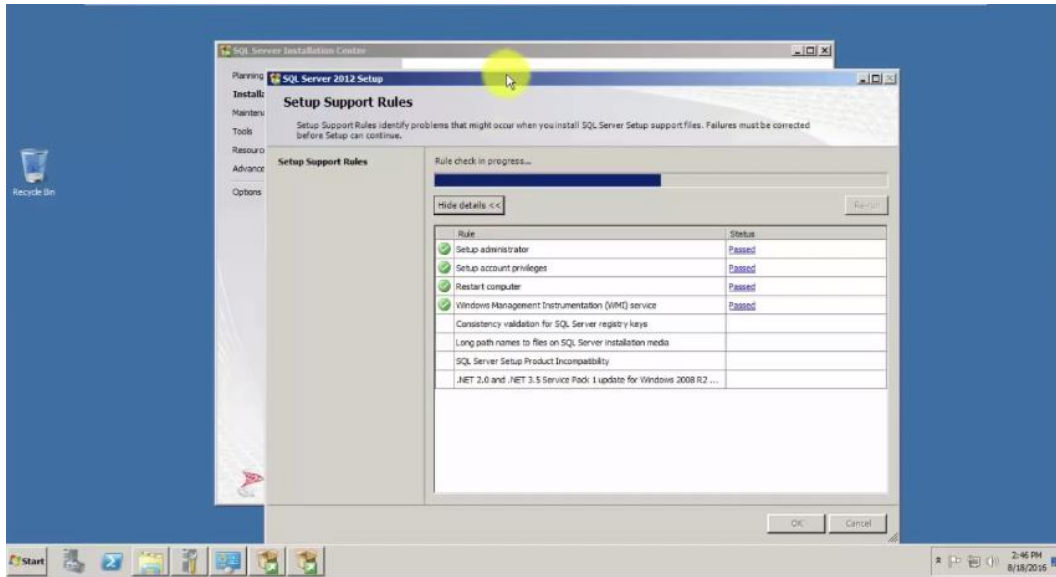 SQL Server Installation Center
Planning
SQL Server 2012 Setup
Installa
Setup Support Rules
Maintena
Setup Support Rules identify problems that might occur when you install SQL Server Setup support files. Failures must be corrected
before Setup can continue.
Tools
Resourc
Advance
Options
Setup Support Rules
Rule check in progress...
Hide details <<
Re-run
Rule Status
Setup administrator Passed
Setup account privileges Passed
Restart computer Passed
Windows Management Instrumentation (WMI) service Passed
Consistency validation for SQL Server registry keys
Long path names to files on SQL Server installation media
SQL Server Setup Product Incompatibility
.NET 2.0 and .NET 3.5 Service Pack 1 update for Windows 2008 R2 ...
OK Cancel
Recycle Bin
Start
2:46 PM
8/18/2016